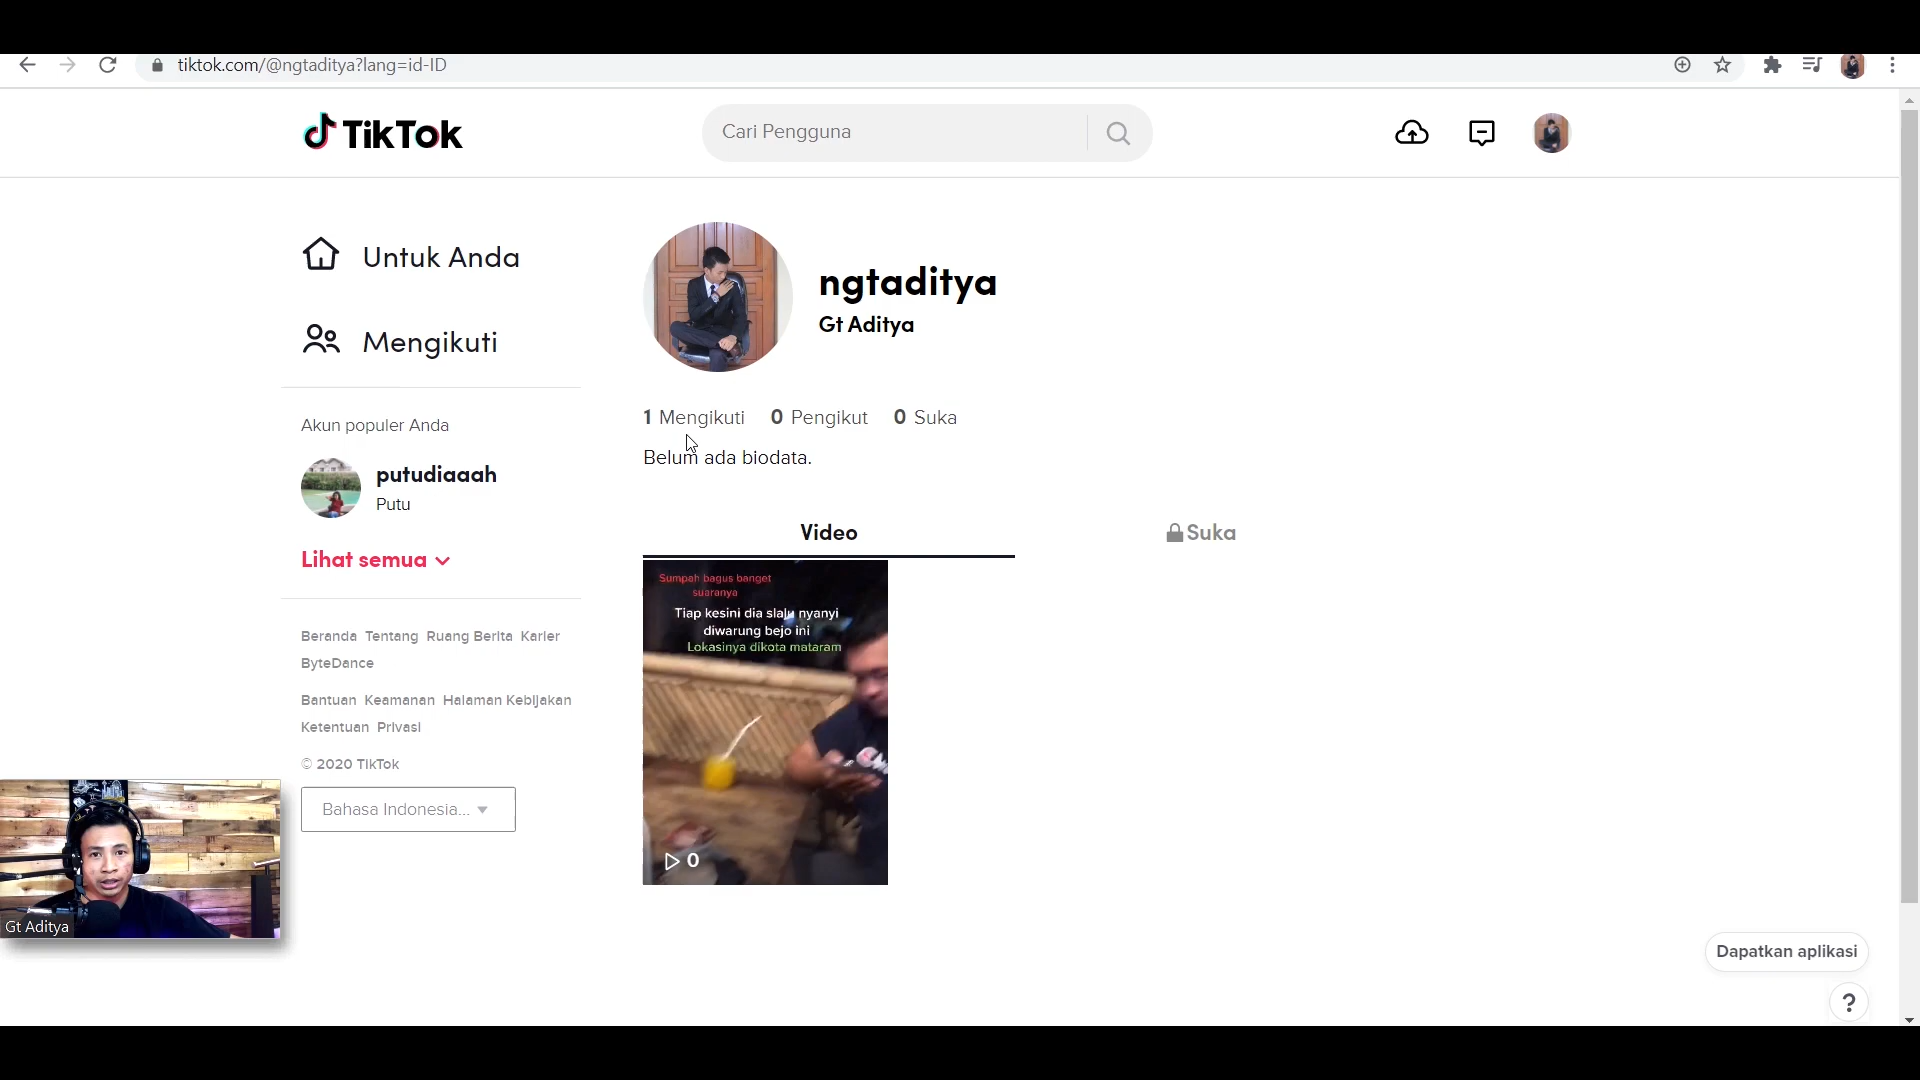 tiktok.com/@ngtaditya?lang=id-ID
TikTok
Cari Pengguna
Untuk Anda
Mengikuti
Akun populer Anda
putudiaaah
Putu
Lihat semua
Beranda Tentang Ruang Berita Karier
ByteDance
Bantuan Keamanan Halaman Kebijakan
Ketentuan Privasi
© 2020 TikTok
Bahasa Indonesia...
Gt Aditya
ngtaditya
Gt Aditya
1 Mengikuti 0 Pengikut 0 Suka
Belum ada biodata.
Video
Suka
Sumpah bagus banget
suaranya
Tiap kesini dia slalu nyanyi
diwarung bejo ini
Lokasinya dikota mataram
0
Dapatkan aplikasi
?